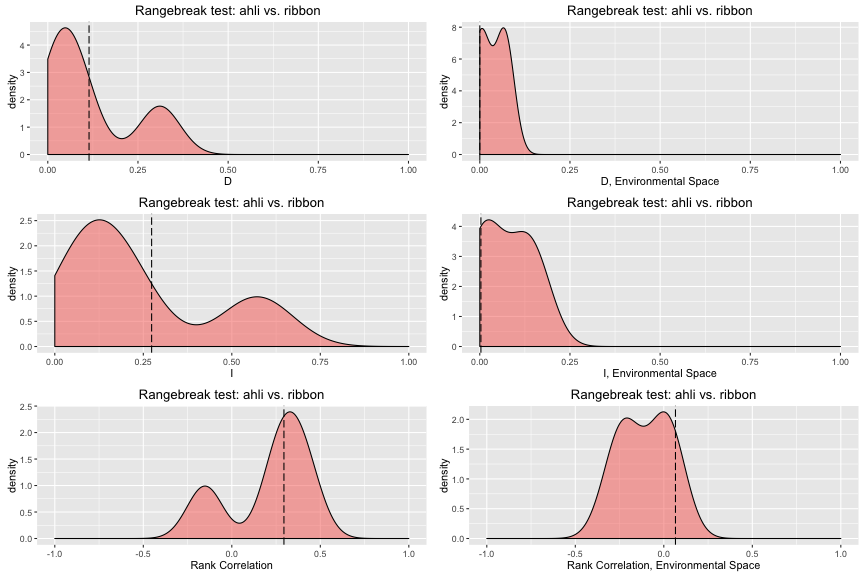 Rangebreak test: ahli vs. ribbon
density
4
3
2
1
0
0.00 0.25 0.50 0.75 1.00
D
Rangebreak test: ahli vs. ribbon
density
8
6
4
2
0
0.00 0.25 0.50 0.75 1.00
D, Environmental Space
Rangebreak test: ahli vs. ribbon
density
2.5
2.0
1.5
1.0
0.5
0.0
0.00 0.25 0.50 0.75 1.00
I
Rangebreak test: ahli vs. ribbon
density
4
3
2
1
0
0.00 0.25 0.50 0.75 1.00
I, Environmental Space
Rangebreak test: ahli vs. ribbon
density
2.5
2.0
1.5
1.0
0.5
0.0
-1.0 -0.5 0.0 0.5 1.0
Rank Correlation
Rangebreak test: ahli vs. ribbon
density
2.0
1.5
1.0
0.5
0.0
-1.0 -0.5 0.0 0.5 1.0
Rank Correlation, Environmental Space